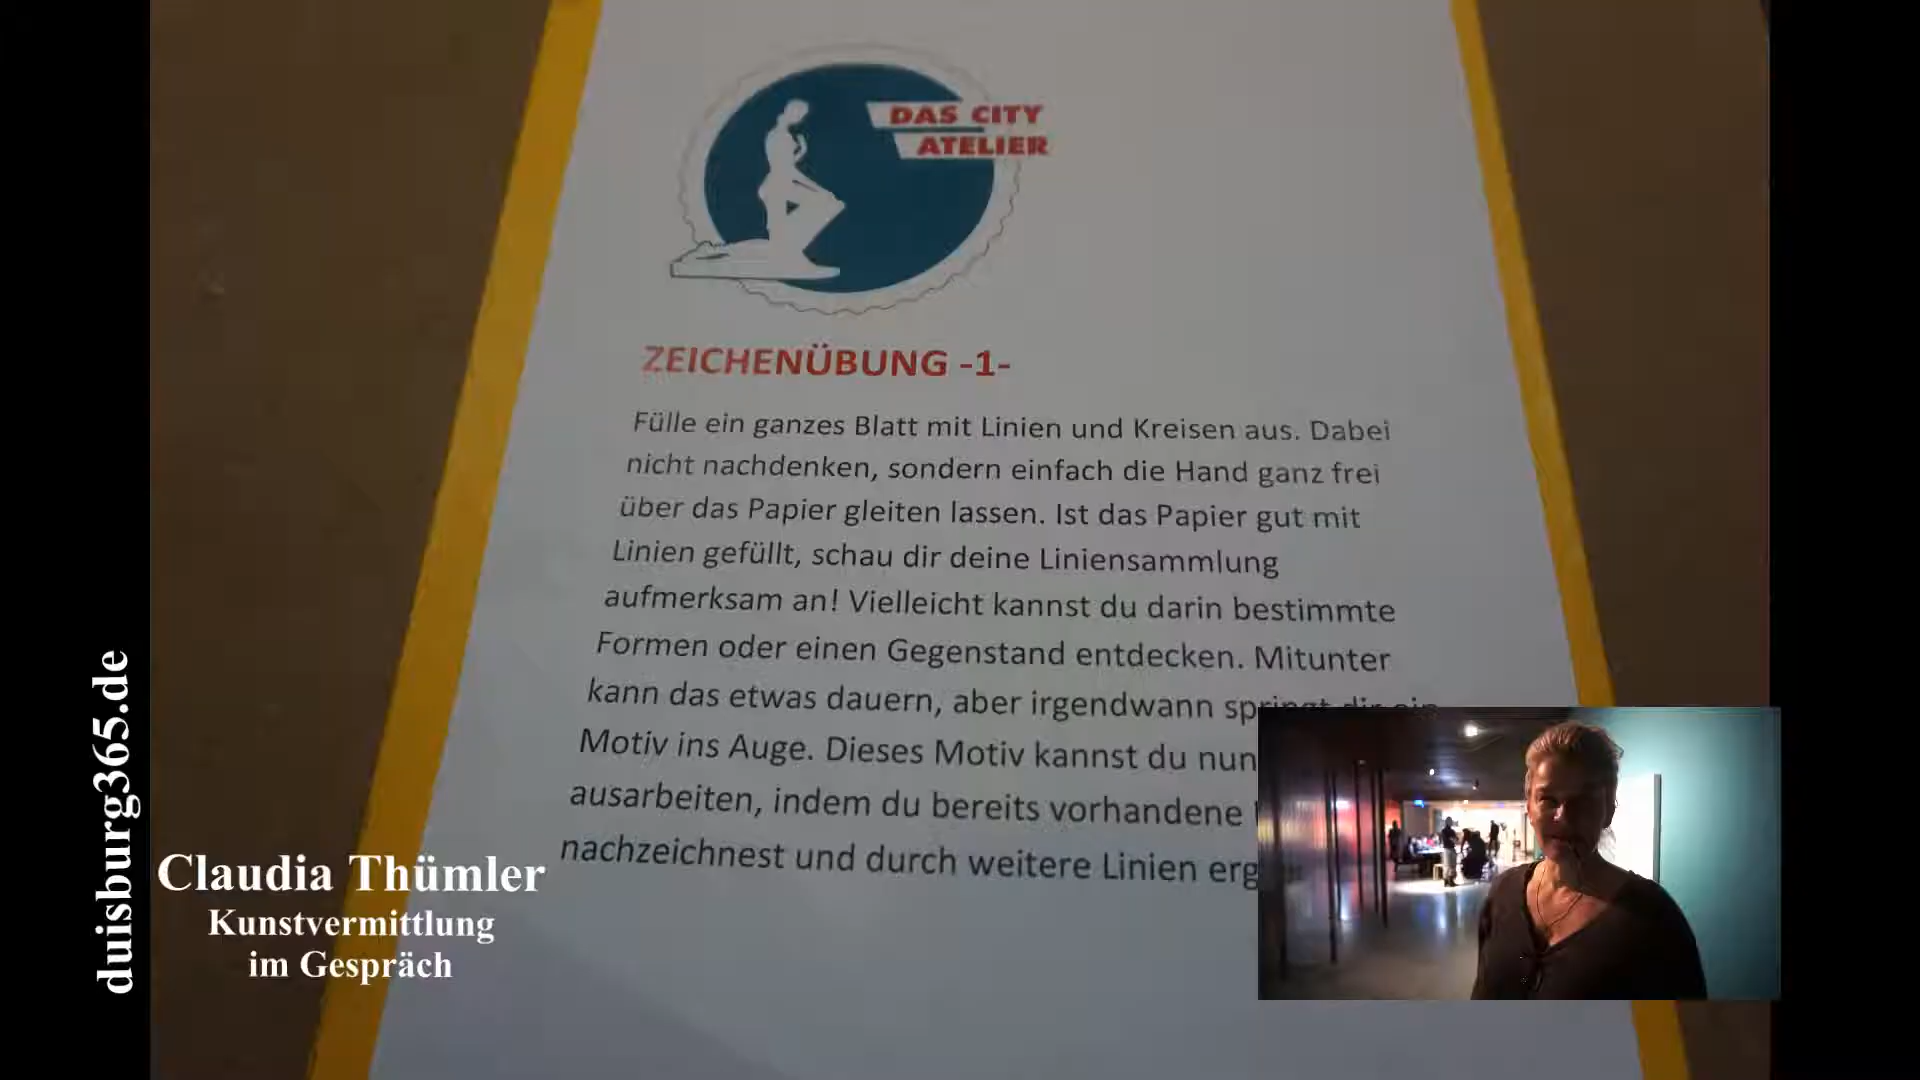 DAS CITY
ATELIER
ZEICHENÜBUNG -1-
Fülle ein ganzes Blatt mit Linien und Kreisen aus. Dabei
nicht nachdenken, sondern einfach die Hand ganz frei
über das Papier gleiten lassen. Ist das Papier gut mit
Linien gefüllt, schau dir deine Liniensammlung
aufmerksam an! Vielleicht kannst du darin bestimmte
Formen oder einen Gegenstand entdecken. Mitunter
kann das etwas dauern, aber irgendwann springt dir ein
Motiv ins Auge. Dieses Motiv kannst du nun
ausarbeiten, indem du bereits vorhandene
nachzeichnest und durch weitere Linien
duisburg365.de
Claudia Thümler
Kunstvermittlung
im Gespräch